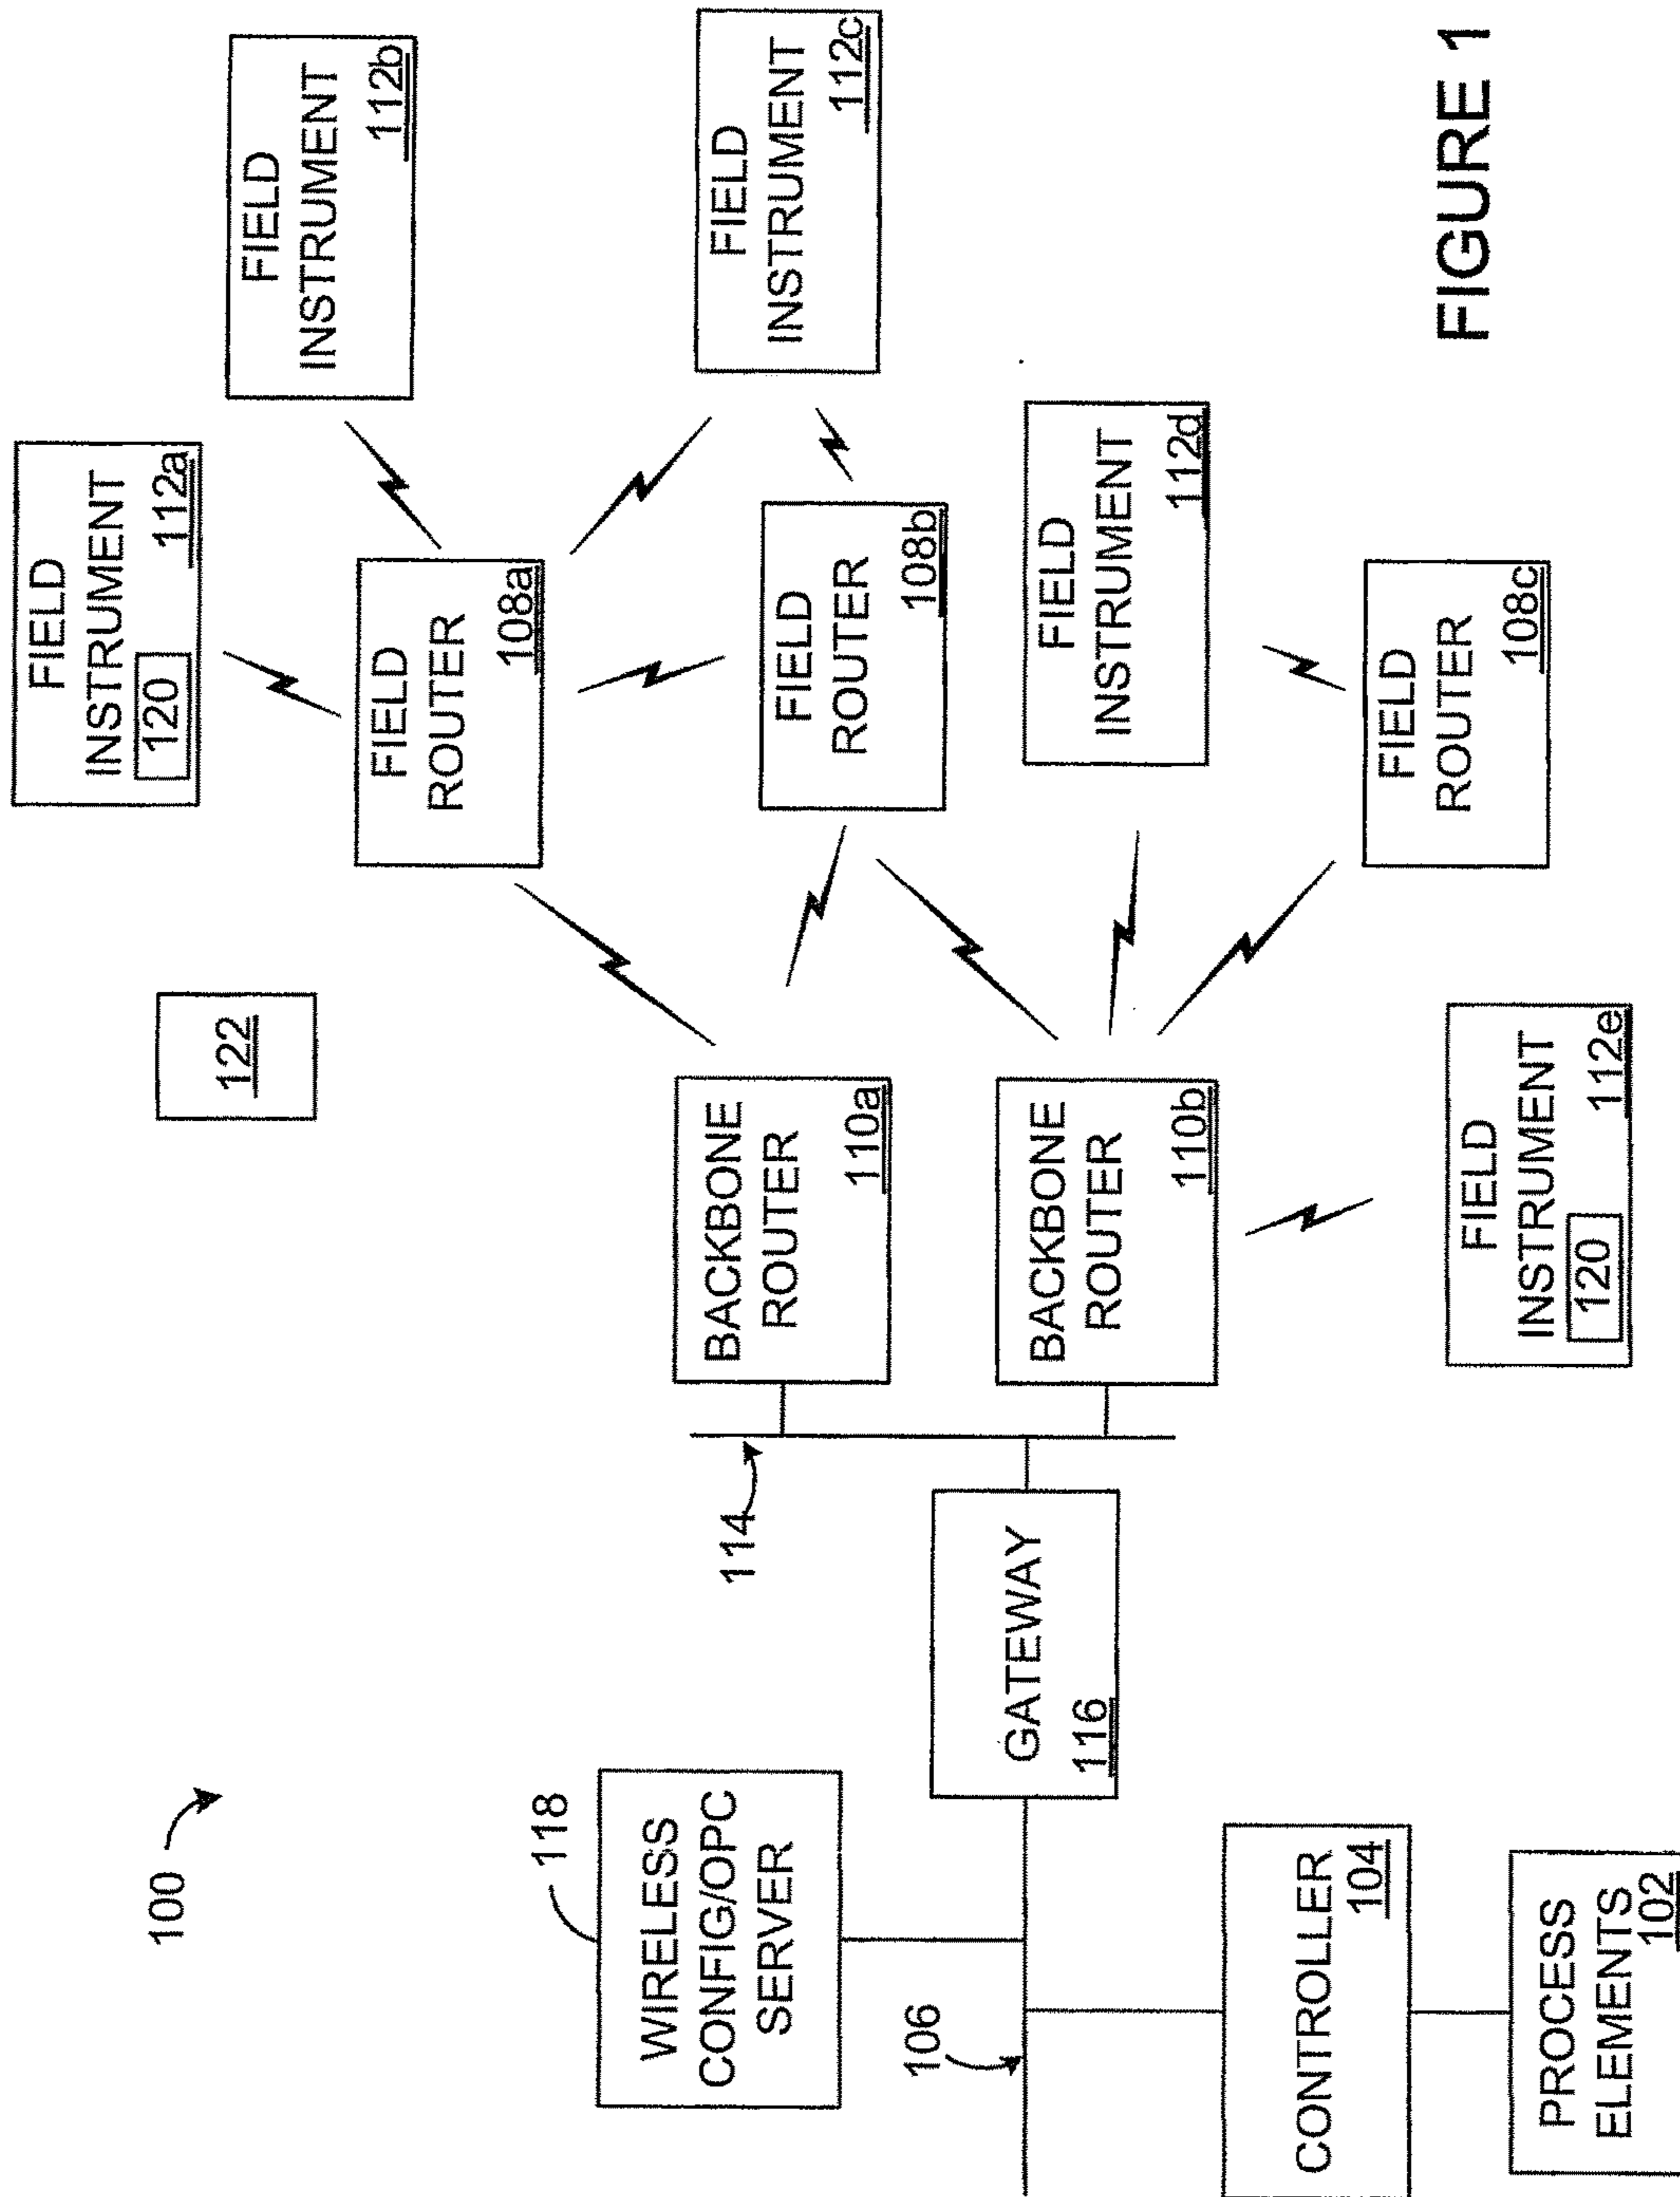 100
122
FIELD
INSTRUMENT
120
112a
FIELD
INSTRUMENT
112b
FIELD
ROUTER
108a
WIRELESS
CONFIG/OPC
SERVER
118
114
BACKBONE
ROUTER
110a
FIELD
INSTRUMENT
112c
FIELD
ROUTER
108b
106
GATEWAY
116
BACKBONE
ROUTER
110b
FIELD
INSTRUMENT
112d
CONTROLLER
104
FIELD
ROUTER
108c
PROCESS
ELEMENTS
102
FIELD
INSTRUMENT
120
112e
FIGURE 1